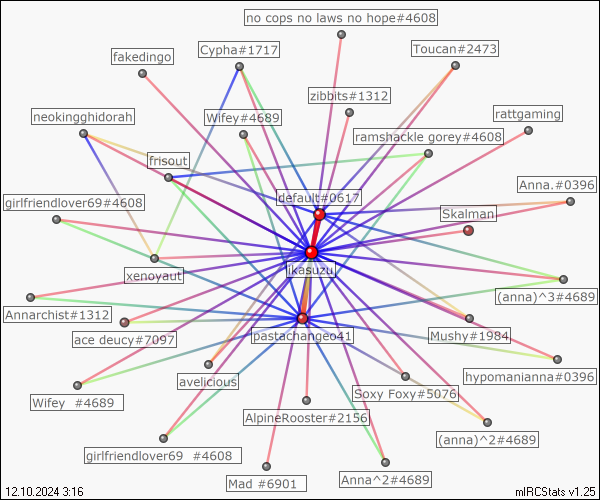 no cops no laws no hope#4608
Cypha#1717
Toucan#2473
fakedingo
zibbits#1312
neokingghidorah
Wifey#4689
rattgaming
ramshackle gorey#4608
frisout
Anna.#0396
default#0617
girlfriendlover69#4608
Skalman
xenoyaut
likasuzu
(anna)^3#4689
Annarchist#1312
ace deucy#7097
pastachangeo41
Mushy#1984
avelicious
hypomanianna#0396
Soxy Foxy#5076
Wifey #4689
AlpineRooster#2156
(anna)^2#4689
girlfriendlover69 #4608
Mad #6901
Anna^2#4689
12.10.2024 3:16
mIRCStats v1.25